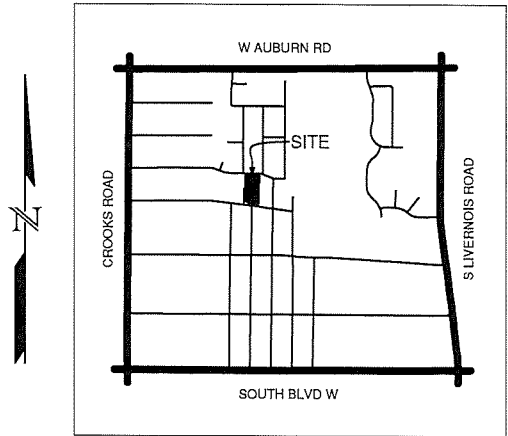 W AUBURN RD
SITE
CROOKS ROAD
S LIVERNOIS ROAD
N
SOUTH BLVD W